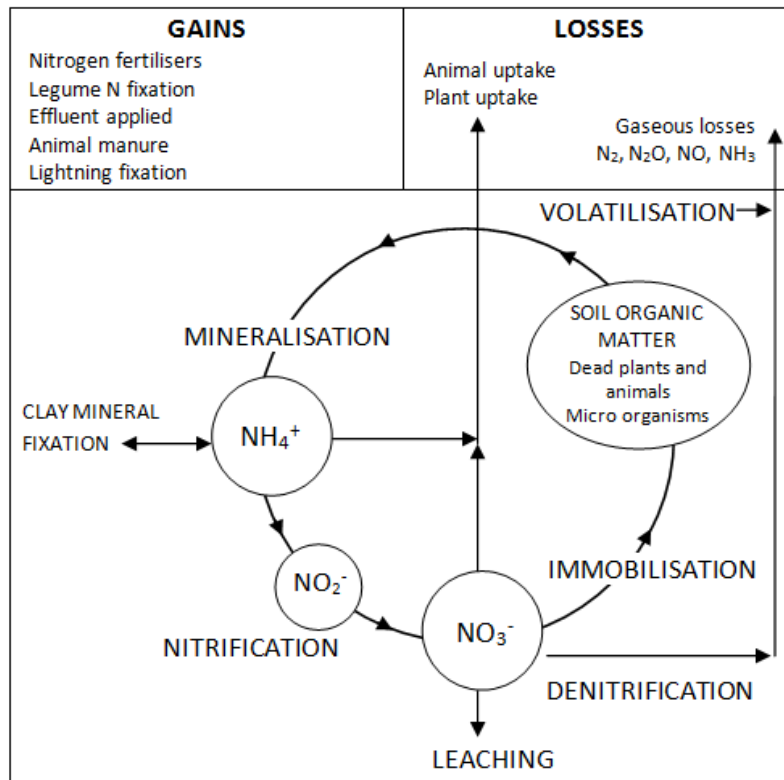 GAINS
Nitrogen fertilisers
Legume N fixation
Effluent applied
Animal manure
Lightning fixation
LOSSES
Animal uptake
Plant uptake
Gaseous losses
N₂, N₂O, NO, NH₃
VOLATILISATION
SOIL ORGANIC
MATTER
Dead plants and
animals
Micro organisms
MINERALISATION
CLAY MINERAL
FIXATION
NH₄⁺
NO₂⁻
NITRIFICATION
NO₃⁻
IMMOBILISATION
DENITRIFICATION
LEACHING